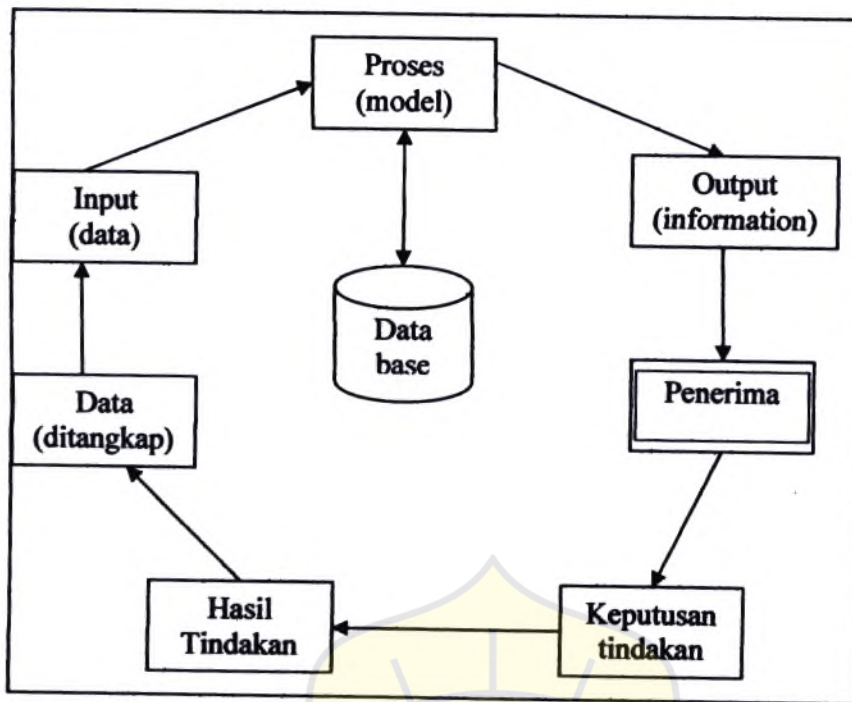 Proses
(model)
Output
(information)
Input
(data)
Data
base
Penerima
Data
(ditangkap)
Hasil
Tindakan
Keputusan
tindakan